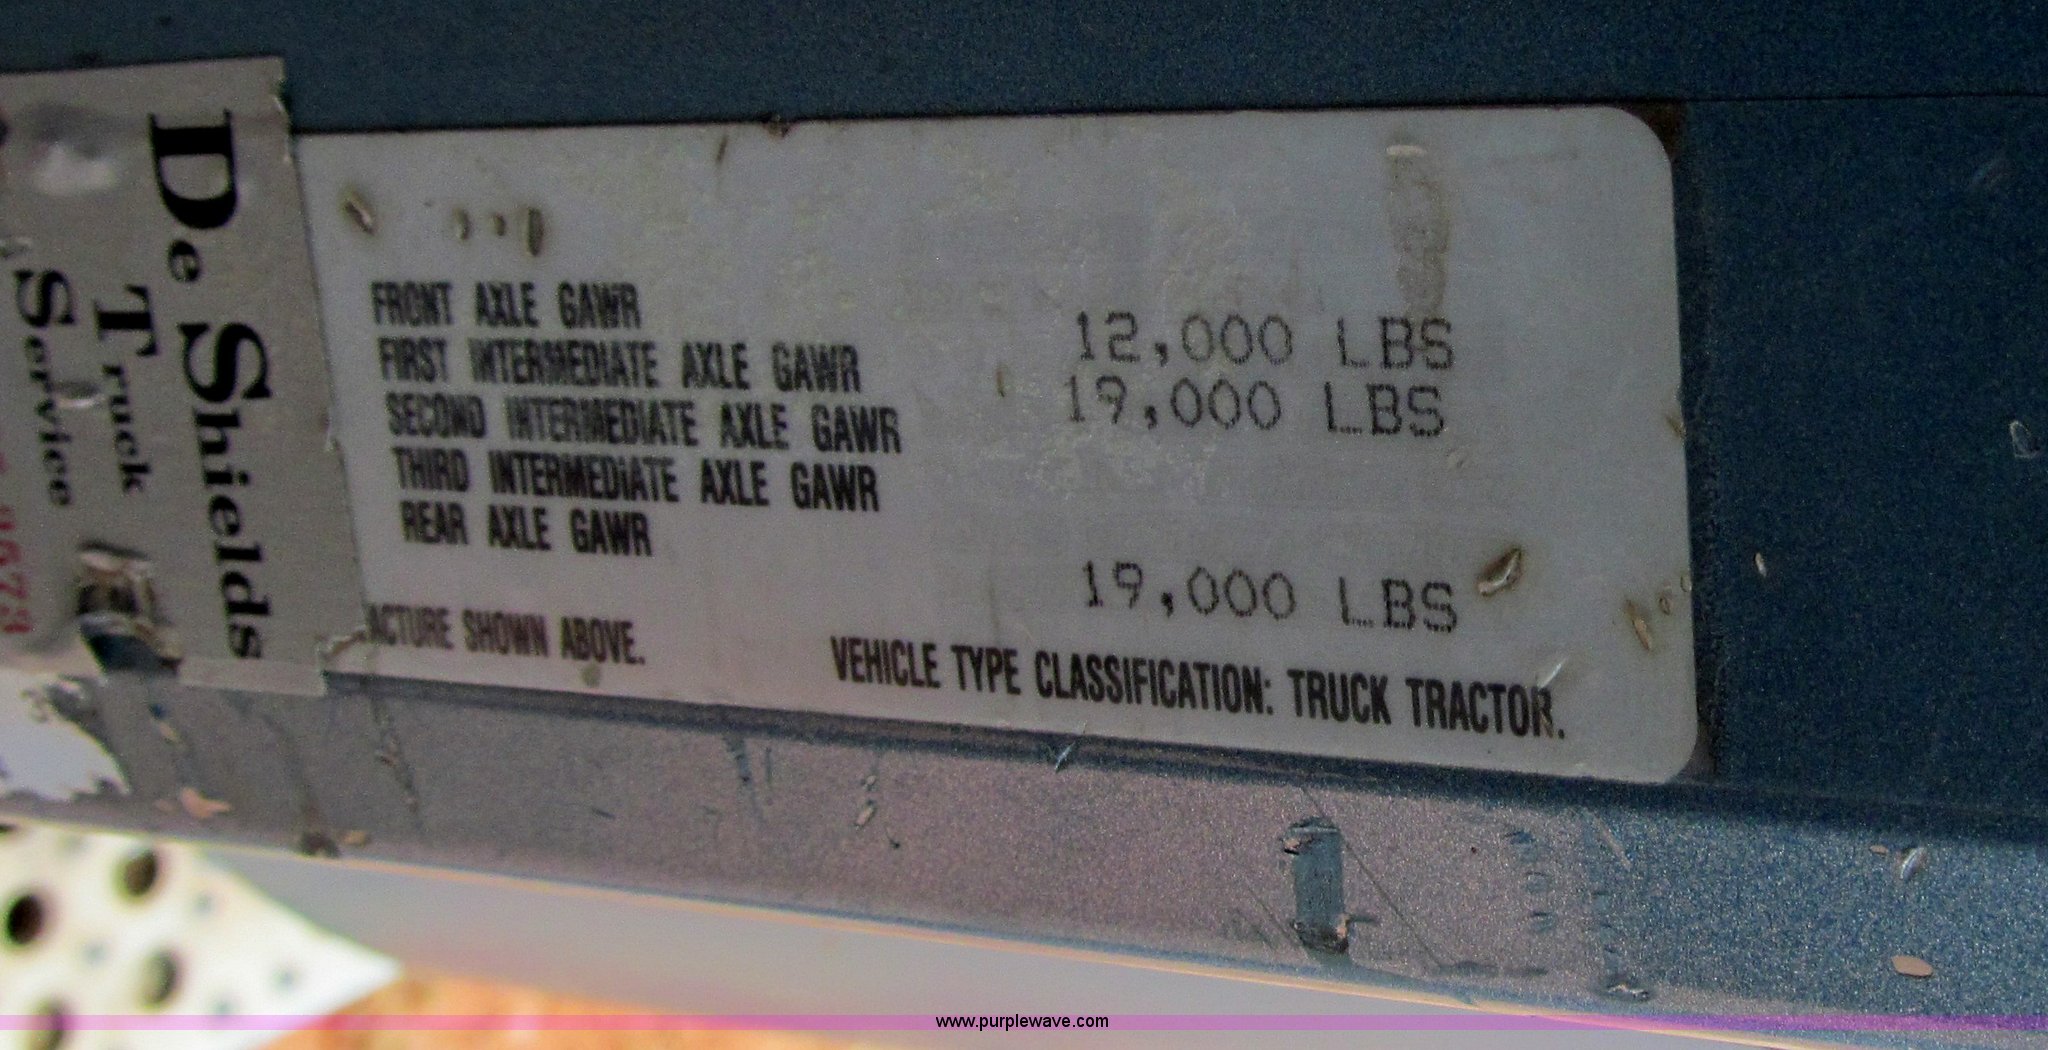 De Shields
Truck
Service
FRONT AXLE GAWR 12,000 LBS
FIRST INTERMEDIATE AXLE GAWR 19,000 LBS
SECOND INTERMEDIATE AXLE GAWR
THIRD INTERMEDIATE AXLE GAWR
REAR AXLE GAWR 19,000 LBS
ACTURE SHOWN ABOVE.
VEHICLE TYPE CLASSIFICATION: TRUCK TRACTOR.
www.purplewave.com